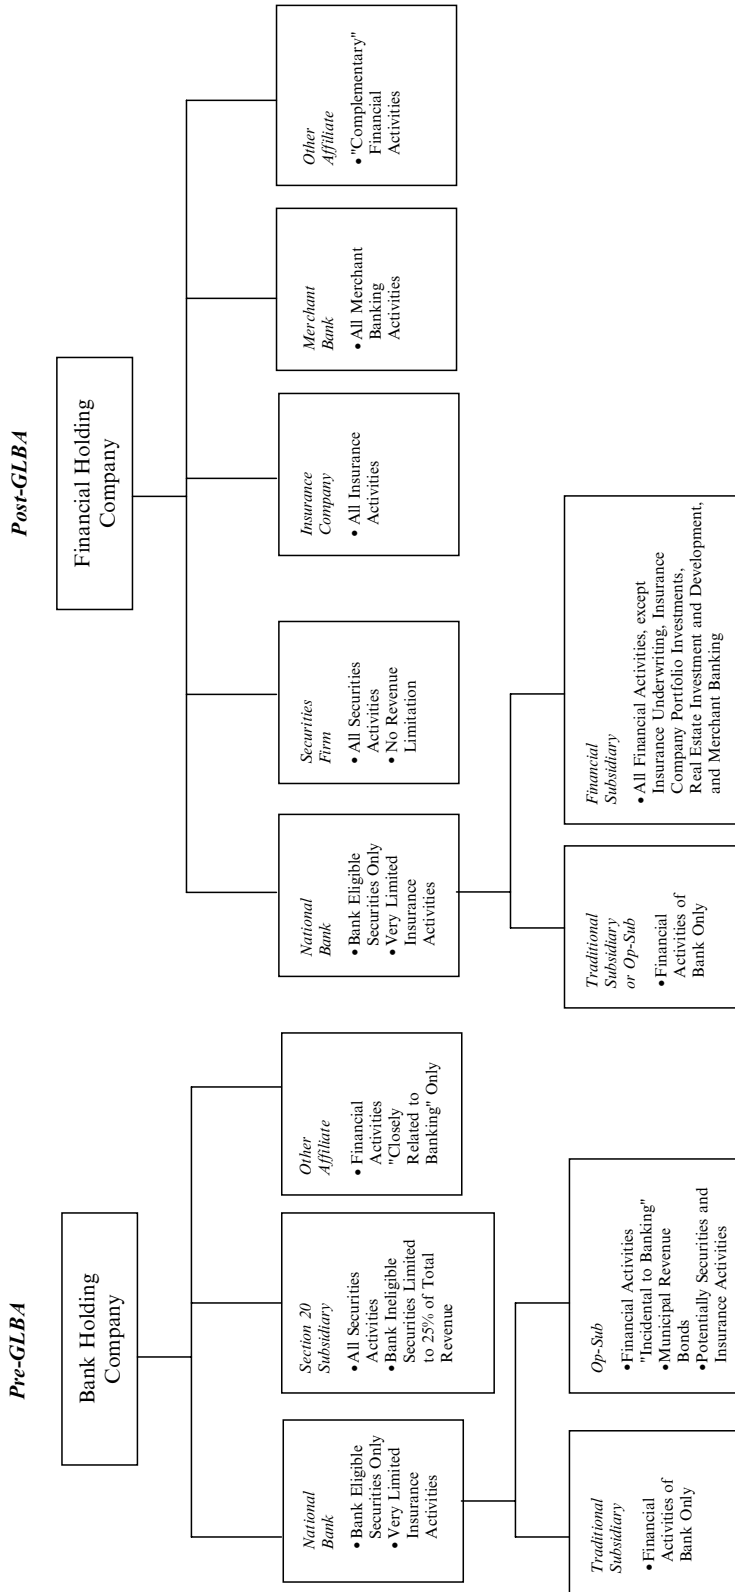 Pre-GLBA
Bank Holding
Company
National
Bank
• Bank Eligible
Securities Only
• Very Limited
Insurance
Activities
Section 20
Subsidiary
• All Securities
Activities
• Bank Ineligible
Securities Limited
to 25% of Total
Revenue
Other
Affiliate
• Financial
Activities
"Closely
Related to
Banking" Only
Traditional
Subsidiary
• Financial
Activities of
Bank Only
Op-Sub
• Financial Activities
"Incidental to Banking"
• Municipal Revenue
Bonds
• Potentially Securities and
Insurance Activities
Post-GLBA
Financial Holding
Company
National
Bank
• Bank Eligible
Securities Only
• Very Limited
Insurance
Activities
Securities
Firm
• All Securities
Activities
• No Revenue
Limitation
Insurance
Company
• All Insurance
Activities
Merchant
Bank
• All Merchant
Banking
Activities
Other
Affiliate
• "Complementary"
Financial
Activities
Traditional
Subsidiary
or Op-Sub
• Financial
Activities of
Bank Only
Financial
Subsidiary
• All Financial Activities, except
Insurance Underwriting, Insurance
Company Portfolio Investments,
Real Estate Investment and Development,
and Merchant Banking